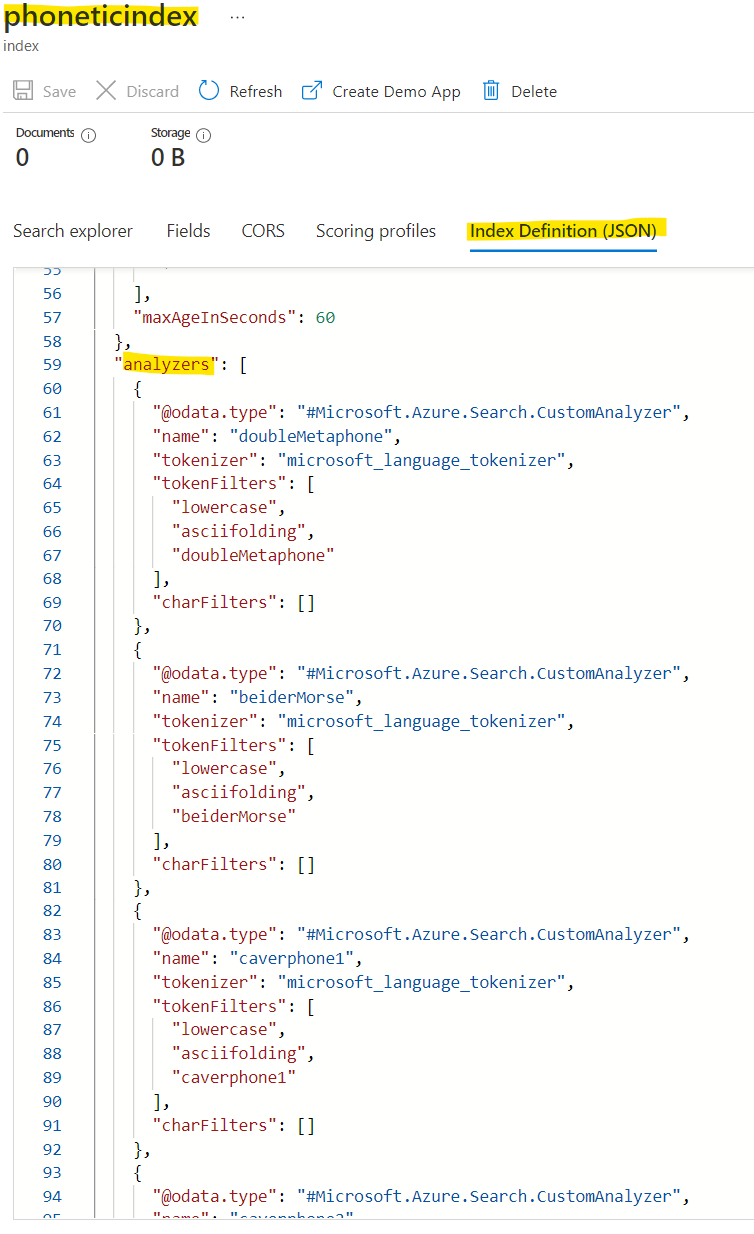 phoneticindex ...
index
Save Discard Refresh Create Demo App Delete
Documents Storage
0 0 B
Search explorer Fields CORS Scoring profiles Index Definition (JSON)
55
56 ],
57 "maxAgeInSeconds": 60
58 },
59 "analyzers": [
60 {
61 "@odata.type": "#Microsoft.Azure.Search.CustomAnalyzer",
62 "name": "doubleMetaphone",
63 "tokenizer": "microsoft_language_tokenizer",
64 "tokenFilters": [
65 "lowercase",
66 "asciifolding",
67 "doubleMetaphone"
68 ],
69 "charFilters": []
70 },
71 {
72 "@odata.type": "#Microsoft.Azure.Search.CustomAnalyzer",
73 "name": "beiderMorse",
74 "tokenizer": "microsoft_language_tokenizer",
75 "tokenFilters": [
76 "lowercase",
77 "asciifolding",
78 "beiderMorse"
79 ],
80 "charFilters": []
81 },
82 {
83 "@odata.type": "#Microsoft.Azure.Search.CustomAnalyzer",
84 "name": "caverphone1",
85 "tokenizer": "microsoft_language_tokenizer",
86 "tokenFilters": [
87 "lowercase",
88 "asciifolding",
89 "caverphone1"
90 ],
91 "charFilters": []
92 },
93 {
94 "@odata.type": "#Microsoft.Azure.Search.CustomAnalyzer",
95 "name": "caverphone2"